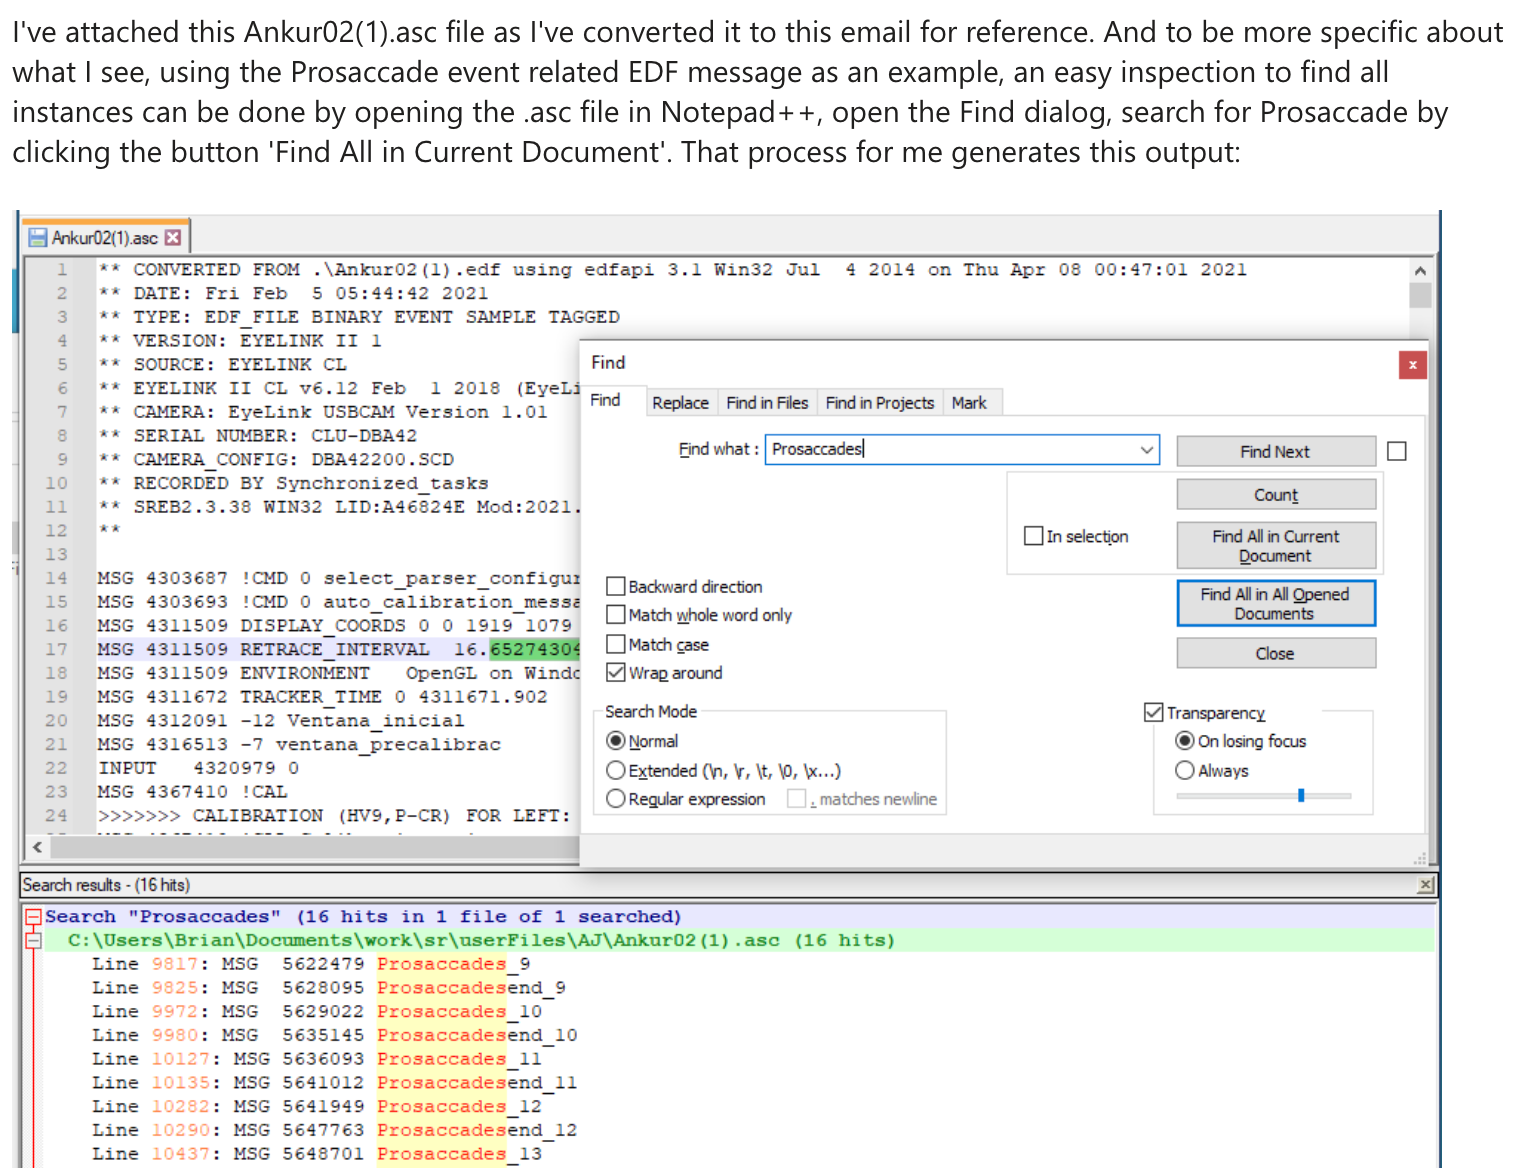 I've attached this Ankur02(1).asc file as I've converted it to this email for reference. And to be more specific about
what I see, using the Prosaccade event related EDF message as an example, an easy inspection to find all
instances can be done by opening the .asc file in Notepad++, open the Find dialog, search for Prosaccade by
clicking the button 'Find All in Current Document'. That process for me generates this output:
Ankur02(1).asc
1 ** CONVERTED FROM .\Ankur02(1).edf using edfapi 3.1 Win32 Jul  4 2014 on Thu Apr 08 00:47:01 2021
2 ** DATE: Fri Feb  5 05:44:42 2021
3 ** TYPE: EDF_FILE BINARY EVENT SAMPLE TAGGED
4 ** VERSION: EYELINK II 1
5 ** SOURCE: EYELINK CL
6 ** EYELINK II CL v6.12 Feb  1 2018 (EyeLi
7 ** CAMERA: EyeLink USBCAM Version 1.01
8 ** SERIAL NUMBER: CLU-DBA42
9 ** CAMERA_CONFIG: DBA42200.SCD
10 ** RECORDED BY Synchronized_tasks
11 ** SREB2.3.38 WIN32 LID:A46824E Mod:2021.
12 **
13
14 MSG 4303687 !CMD 0 select_parser_configur
15 MSG 4303693 !CMD 0 auto_calibration_messa
16 MSG 4311509 DISPLAY_COORDS 0 0 1919 1079
17 MSG 4311509 RETRACE_INTERVAL  16.65274304
18 MSG 4311509 ENVIRONMENT   OpenGL on Windo
19 MSG 4311672 TRACKER_TIME 0 4311671.902
20 MSG 4312091 -12 Ventana_inicial
21 MSG 4316513 -7 ventana_precalibrac
22 INPUT   4320979 0
23 MSG 4367410 !CAL
24 >>>>>>> CALIBRATION (HV9,P-CR) FOR LEFT:
Find
Find Replace Find in Files Find in Projects Mark
Find what : Prosaccades
Find Next
Count
In selection
Find All in Current
Document
Find All in All Opened
Documents
Close
Backward direction
Match whole word only
Match case
Wrap around
Search Mode
Normal
Extended (\n, \r, \t, \0, \x...)
Regular expression . matches newline
Transparency
On losing focus
Always
Search results - (16 hits)
Search "Prosaccades" (16 hits in 1 file of 1 searched)
C:\Users\Brian\Documents\work\sr\userFiles\AJ\Ankur02(1).asc (16 hits)
Line 9817: MSG  5622479 Prosaccades_9
Line 9825: MSG  5628095 Prosaccadesend_9
Line 9972: MSG  5629022 Prosaccades_10
Line 9980: MSG  5635145 Prosaccadesend_10
Line 10127: MSG 5636093 Prosaccades_11
Line 10135: MSG 5641012 Prosaccadesend_11
Line 10282: MSG 5641949 Prosaccades_12
Line 10290: MSG 5647763 Prosaccadesend_12
Line 10437: MSG 5648701 Prosaccades_13